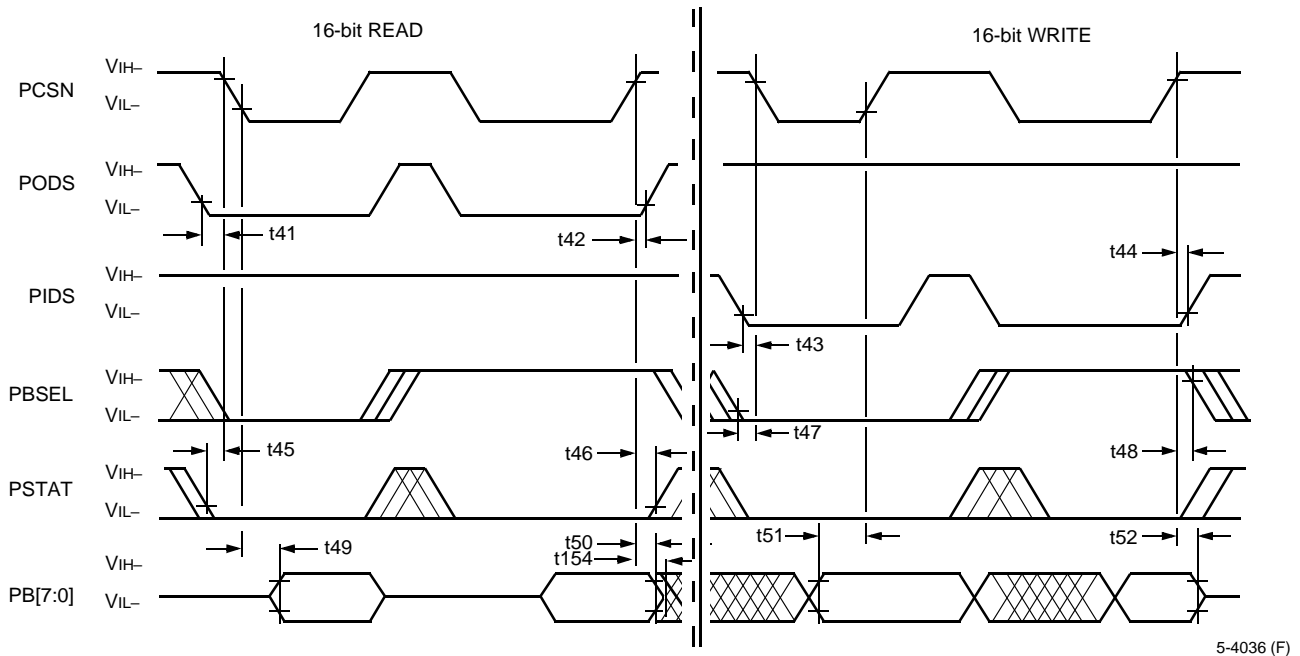 16-bit READ
16-bit WRITE
PCSN
VIH–
VIL–
PODS
VIH–
VIL–
t41
t42
t44
PIDS
VIH–
VIL–
t43
PBSEL
VIH–
VIL–
t47
t45
t46
t48
PSTAT
VIH–
VIL–
t49
t50
t51
t52
t154
PB[7:0]
VIH–
VIL–
5-4036 (F)